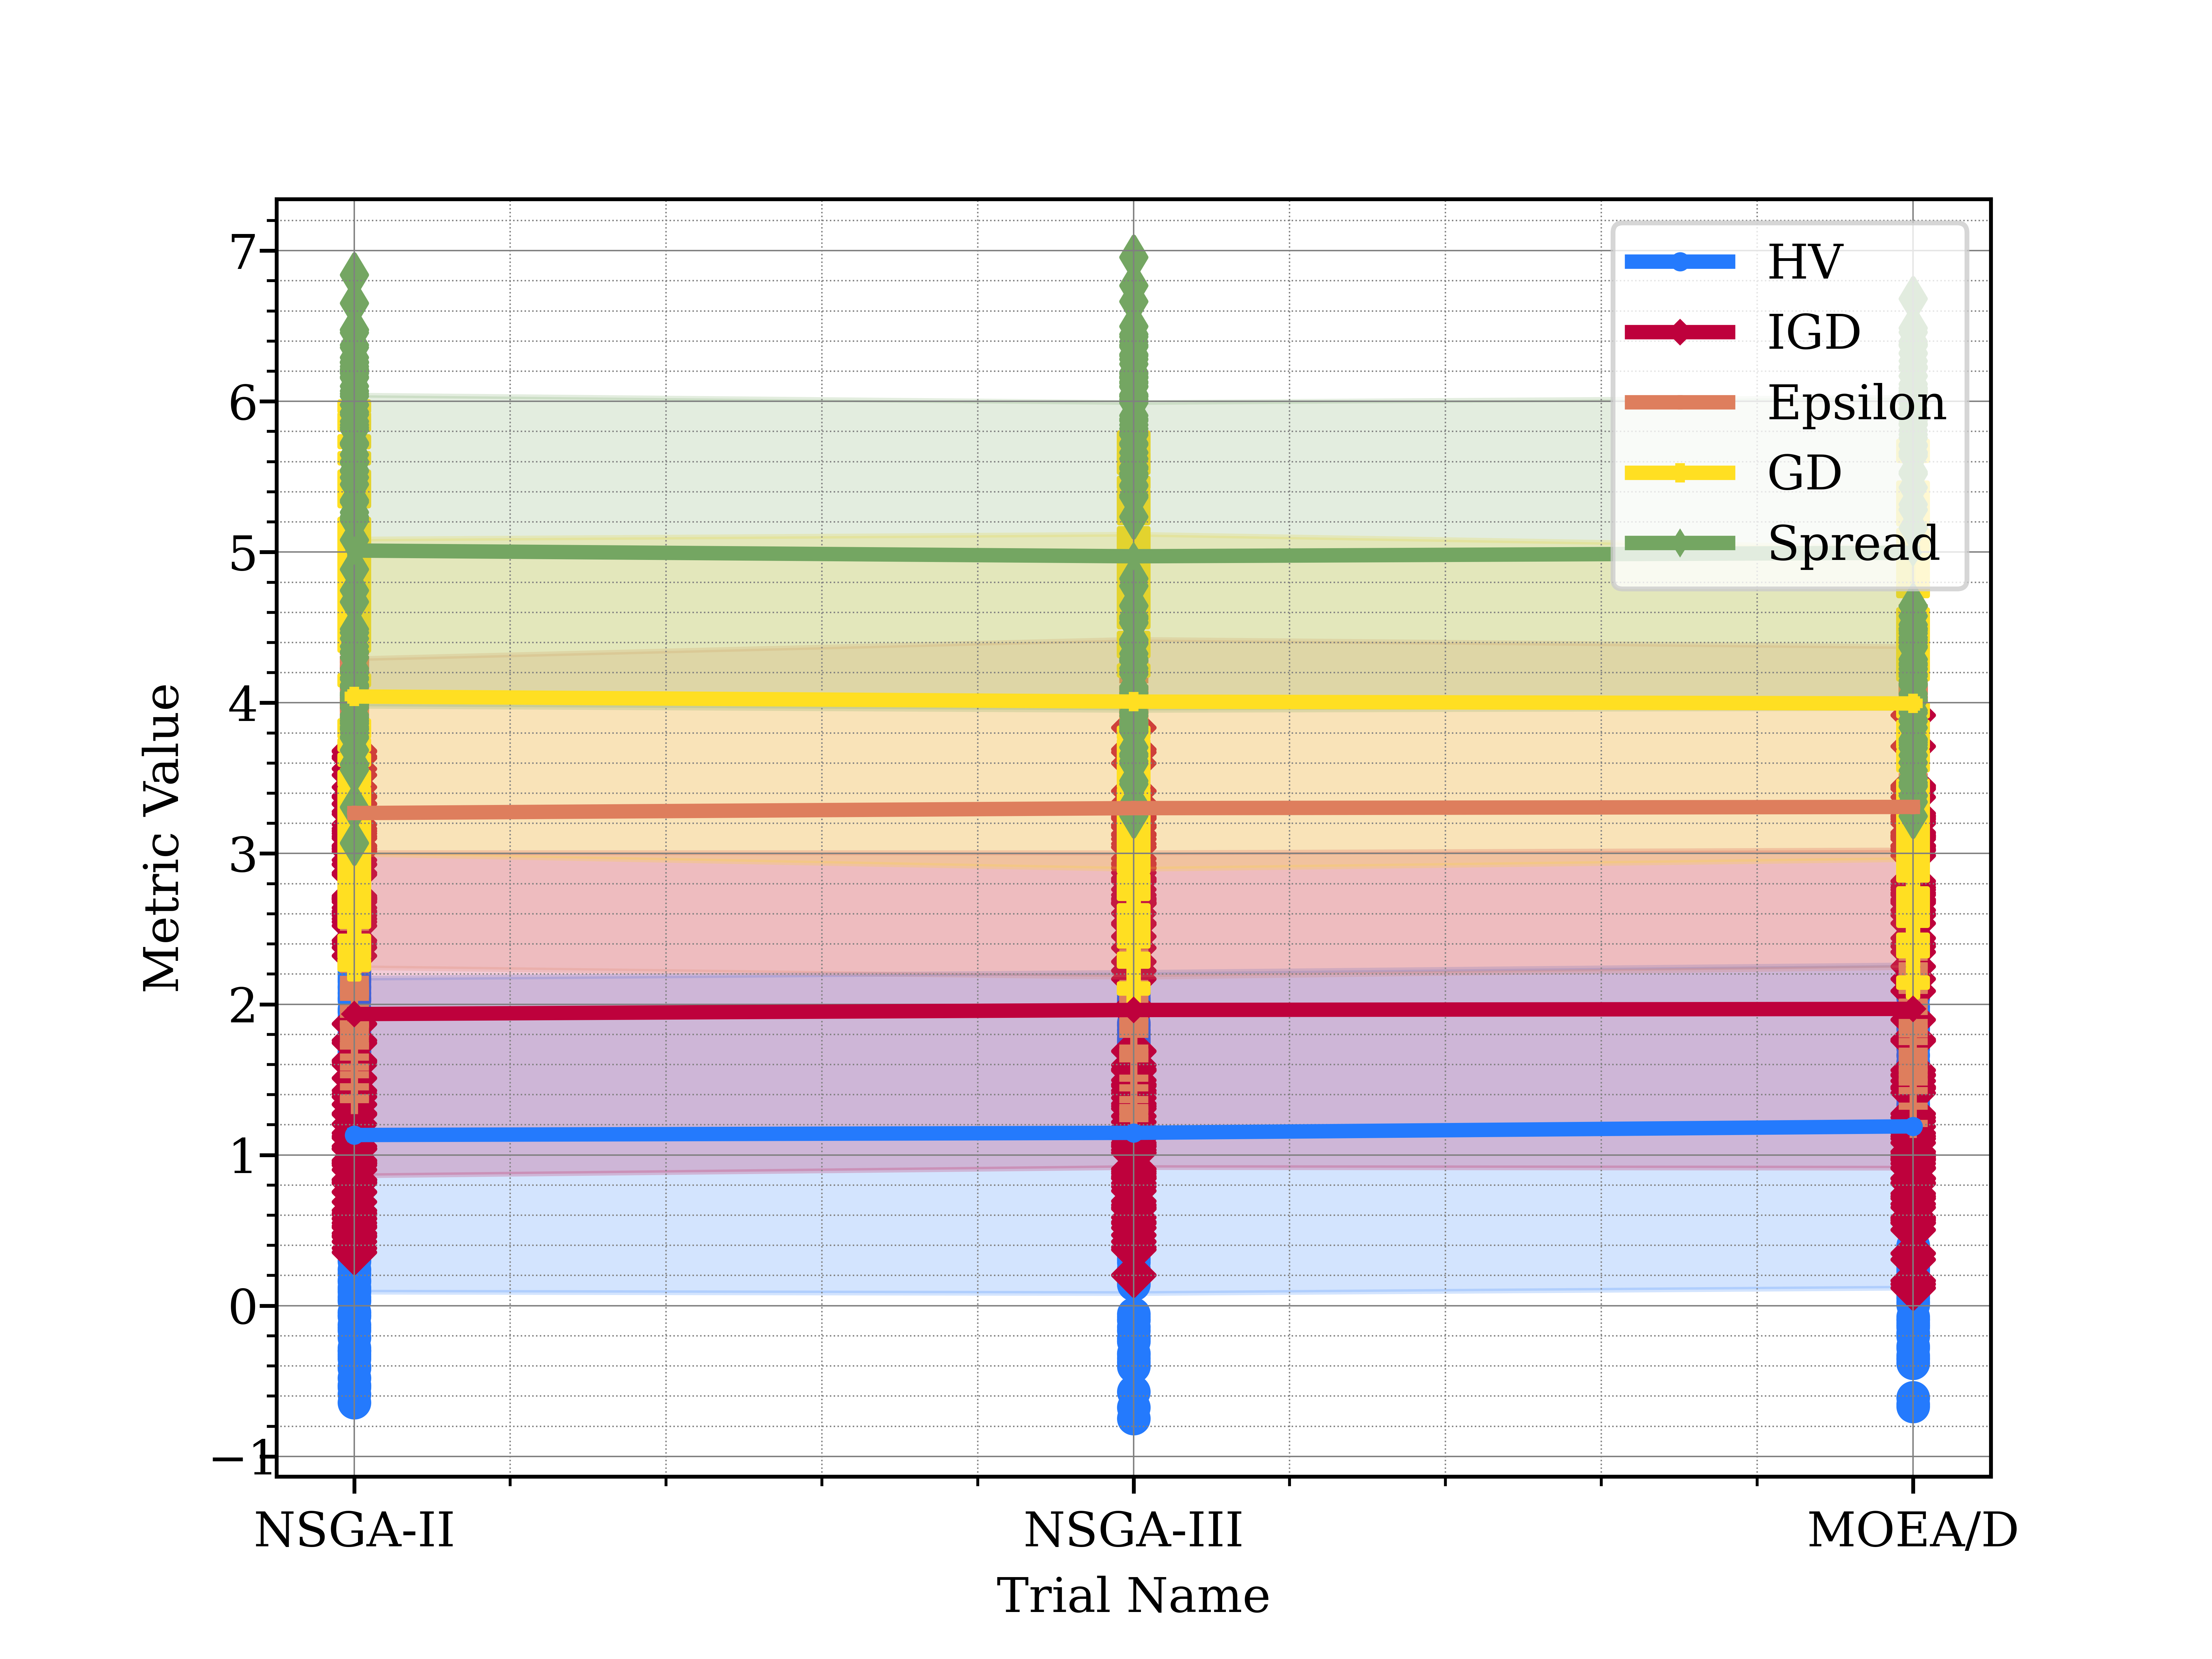 7
6
5
4
3
2
1
0
−1
Metric Value
HV
IGD
Epsilon
GD
Spread
NSGA-II
NSGA-III
MOEA/D
Trial Name